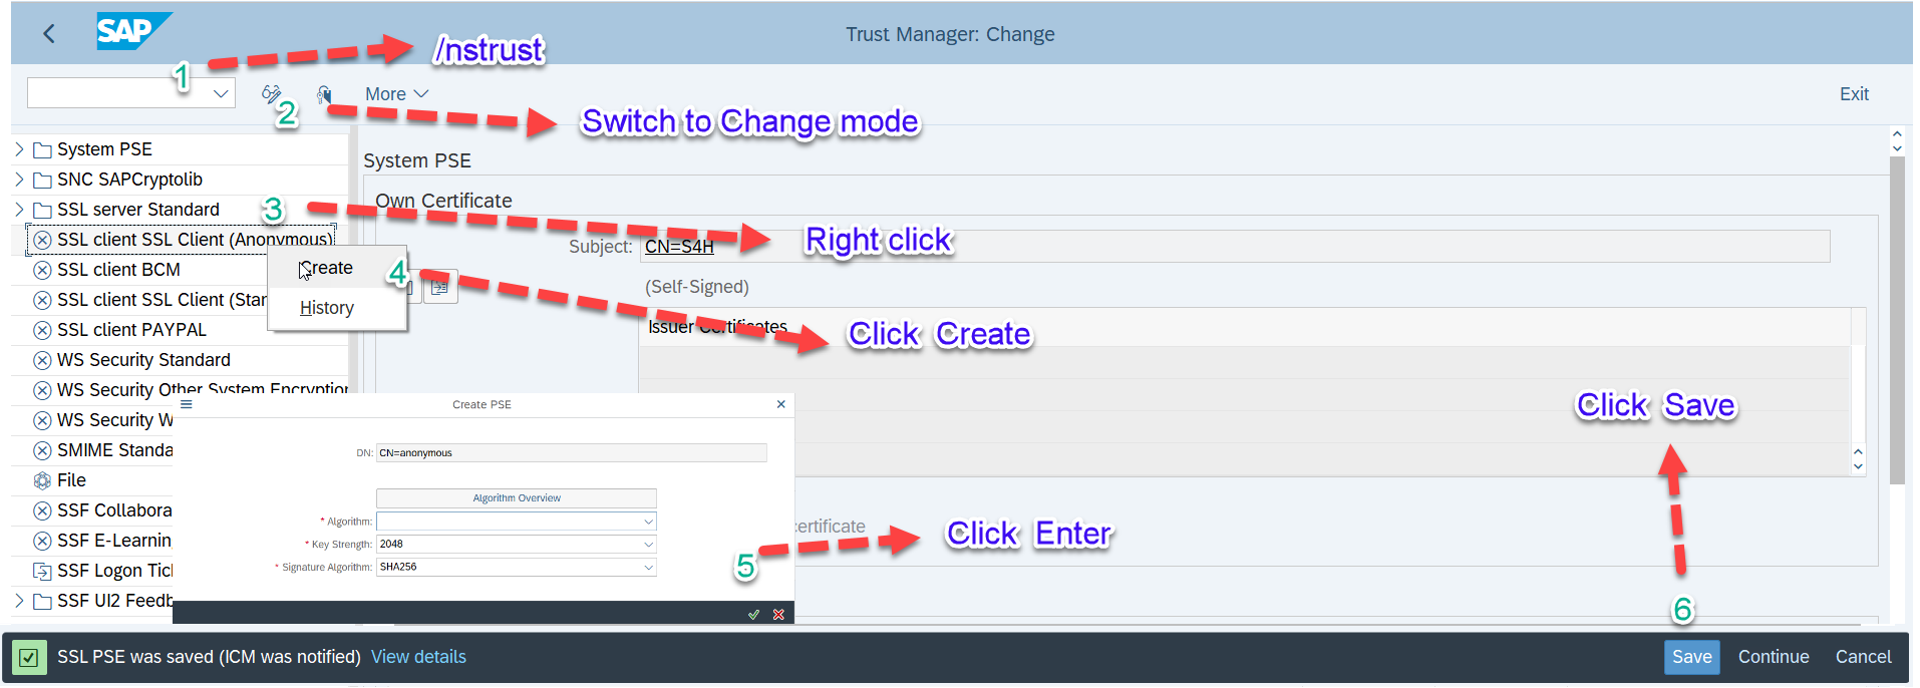 SAP
Trust Manager: Change
1
/nstrust
2
More
Exit
Switch to Change mode
System PSE
SNC SAPCryptolib
SSL server Standard
3
SSL client SSL Client (Anonymous)
SSL client BCM
SSL client SSL Client (Star
SSL client PAYPAL
WS Security Standard
WS Security Other System Encryption
WS Security W
SMIME Standa
File
SSF Collabora
SSF E-Learnin
SSF Logon Tic
SSF UI2 Feedb
Create
History
4
System PSE
Own Certificate
Right click
Subject: CN=S4H
(Self-Signed)
Issuer Certificates
Click Create
Click Save
Create PSE
DN: CN=anonymous
Algorithm Overview
* Algorithm:
* Key Strength: 2048
* Signature Algorithm: SHA256
certificate
5
Click Enter
6
SSL PSE was saved (ICM was notified) View details
Save Continue Cancel